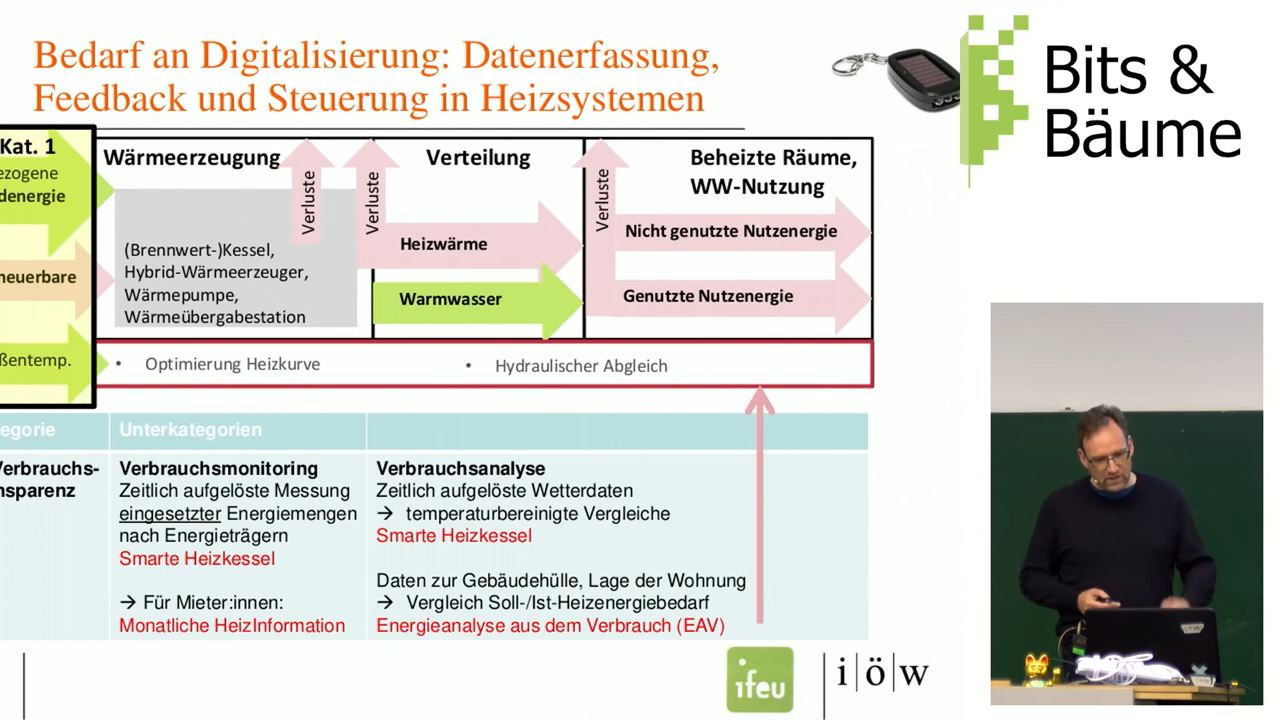 Bedarf an Digitalisierung: Datenerfassung,
Feedback und Steuerung in Heizsystemen
Bits &
Bäume
Kat. 1
ezogene
denergie
neuerbare
ßentemp.
Wärmeerzeugung
Verluste
(Brennwert-)Kessel,
Hybrid-Wärmeerzeuger,
Wärmepumpe,
Wärmeübergabestation
Verluste
Verteilung
Heizwärme
Warmwasser
Verluste
Beheizte Räume,
WW-Nutzung
Nicht genutzte Nutzenergie
Genutzte Nutzenergie
• Optimierung Heizkurve
• Hydraulischer Abgleich
egorie
Unterkategorien
Verbrauchs-
nsparenz
Verbrauchsmonitoring
Zeitlich aufgelöste Messung
eingesetzter Energiemengen
nach Energieträgern
Smarte Heizkessel
→ Für Mieter:innen:
Monatliche HeizInformation
Verbrauchsanalyse
Zeitlich aufgelöste Wetterdaten
→ temperaturbereinigte Vergleiche
Smarte Heizkessel
Daten zur Gebäudehülle, Lage der Wohnung
→ Vergleich Soll-/Ist-Heizenergiebedarf
Energieanalyse aus dem Verbrauch (EAV)
ifeu
i|ö|w